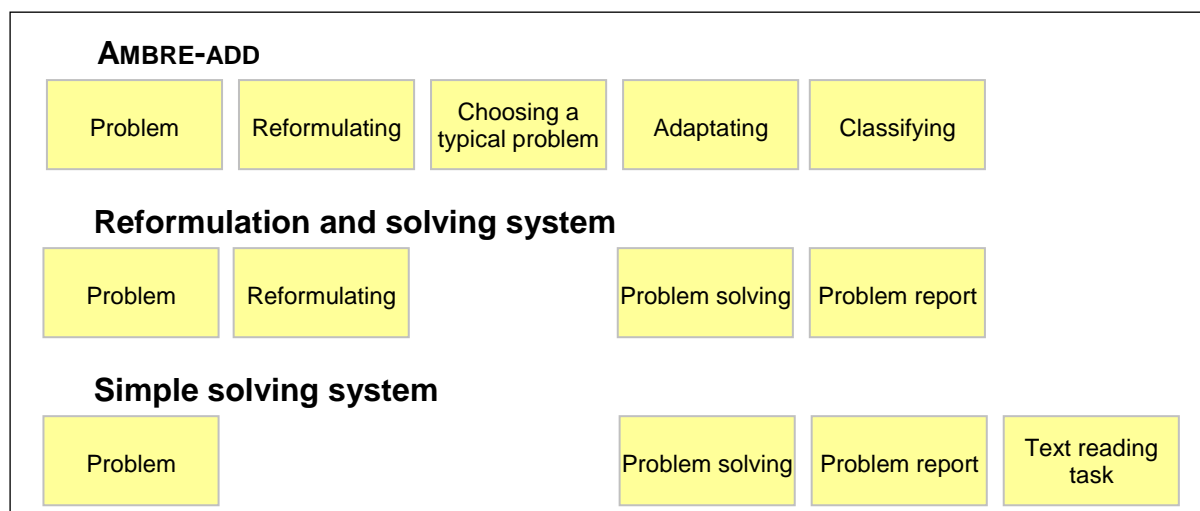 AMBRE-ADD
Problem
Reformulating
Choosing a
typical problem
Adaptating
Classifying
Reformulation and solving system
Problem
Reformulating
Problem solving
Problem report
Simple solving system
Problem
Problem solving
Problem report
Text reading
task